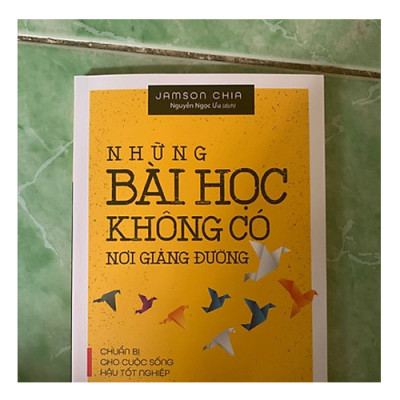 JAMSON CHIA
Nguyễn Ngọc Ưa (dịch)
NHỮNG
BÀI HỌC
KHÔNG CÓ
NƠI GIẢNG ĐƯỜNG
CHUẨN BỊ
CHO CUỘC SỐNG
HẬU TỐT NGHIỆP